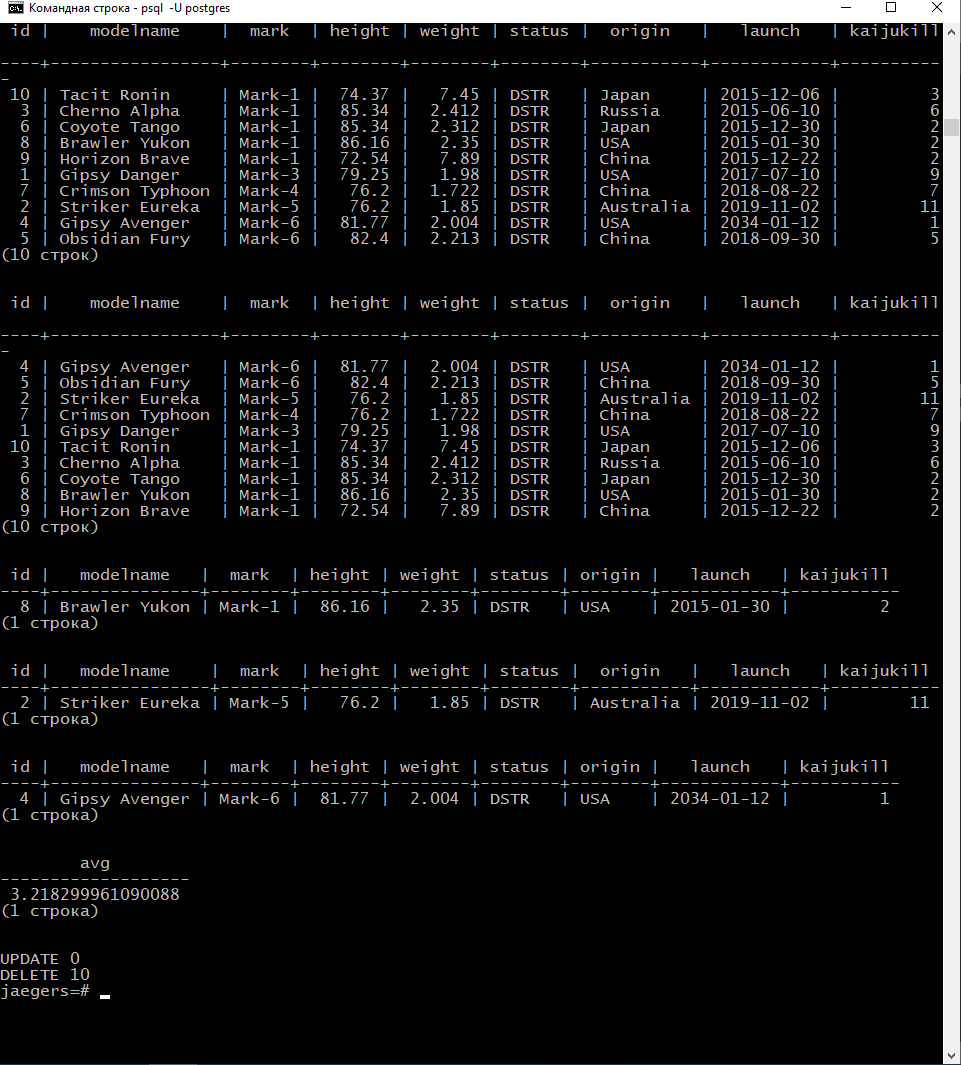 Командная строка - psql  -U postgres
 id |    modelname    |  mark  | height | weight | status |  origin   |   launch   | kaijukill
----+-----------------+--------+--------+--------+--------+-----------+------------+----------
-
 10 | Tacit Ronin     | Mark-1 |  74.37 |   7.45 | DSTR   | Japan     | 2015-12-06 |         3
  3 | Cherno Alpha    | Mark-1 |  85.34 |  2.412 | DSTR   | Russia    | 2015-06-10 |         6
  6 | Coyote Tango    | Mark-1 |  85.34 |  2.312 | DSTR   | Japan     | 2015-12-30 |         2
  8 | Brawler Yukon   | Mark-1 |  86.16 |   2.35 | DSTR   | USA       | 2015-01-30 |         2
  9 | Horizon Brave   | Mark-1 |  72.54 |   7.89 | DSTR   | China     | 2015-12-22 |         2
  1 | Gipsy Danger    | Mark-3 |  79.25 |   1.98 | DSTR   | USA       | 2017-07-10 |         9
  7 | Crimson Typhoon | Mark-4 |   76.2 |  1.722 | DSTR   | China     | 2018-08-22 |         7
  2 | Striker Eureka  | Mark-5 |   76.2 |   1.85 | DSTR   | Australia | 2019-11-02 |        11
  4 | Gipsy Avenger   | Mark-6 |  81.77 |  2.004 | DSTR   | USA       | 2034-01-12 |         1
  5 | Obsidian Fury   | Mark-6 |   82.4 |  2.213 | DSTR   | China     | 2018-09-30 |         5
(10 строк)
 id |    modelname    |  mark  | height | weight | status |  origin   |   launch   | kaijukill
----+-----------------+--------+--------+--------+--------+-----------+------------+----------
-
  4 | Gipsy Avenger   | Mark-6 |  81.77 |  2.004 | DSTR   | USA       | 2034-01-12 |         1
  5 | Obsidian Fury   | Mark-6 |   82.4 |  2.213 | DSTR   | China     | 2018-09-30 |         5
  2 | Striker Eureka  | Mark-5 |   76.2 |   1.85 | DSTR   | Australia | 2019-11-02 |        11
  7 | Crimson Typhoon | Mark-4 |   76.2 |  1.722 | DSTR   | China     | 2018-08-22 |         7
  1 | Gipsy Danger    | Mark-3 |  79.25 |   1.98 | DSTR   | USA       | 2017-07-10 |         9
 10 | Tacit Ronin     | Mark-1 |  74.37 |   7.45 | DSTR   | Japan     | 2015-12-06 |         3
  3 | Cherno Alpha    | Mark-1 |  85.34 |  2.412 | DSTR   | Russia    | 2015-06-10 |         6
  6 | Coyote Tango    | Mark-1 |  85.34 |  2.312 | DSTR   | Japan     | 2015-12-30 |         2
  8 | Brawler Yukon   | Mark-1 |  86.16 |   2.35 | DSTR   | USA       | 2015-01-30 |         2
  9 | Horizon Brave   | Mark-1 |  72.54 |   7.89 | DSTR   | China     | 2015-12-22 |         2
(10 строк)
 id |   modelname   |  mark  | height | weight | status | origin |   launch   | kaijukill
----+---------------+--------+--------+--------+--------+--------+------------+-----------
  8 | Brawler Yukon | Mark-1 |  86.16 |   2.35 | DSTR   | USA    | 2015-01-30 |         2
(1 строка)
 id |   modelname    |  mark  | height | weight | status |  origin   |   launch   | kaijukill
----+----------------+--------+--------+--------+--------+-----------+------------+-----------
  2 | Striker Eureka | Mark-5 |   76.2 |   1.85 | DSTR   | Australia | 2019-11-02 |        11
(1 строка)
 id |   modelname   |  mark  | height | weight | status | origin |   launch   | kaijukill
----+---------------+--------+--------+--------+--------+--------+------------+-----------
  4 | Gipsy Avenger | Mark-6 |  81.77 |  2.004 | DSTR   | USA    | 2034-01-12 |         1
(1 строка)
        avg
-------------------
 3.218299961090088
(1 строка)
UPDATE 0
DELETE 10
jaegers=#